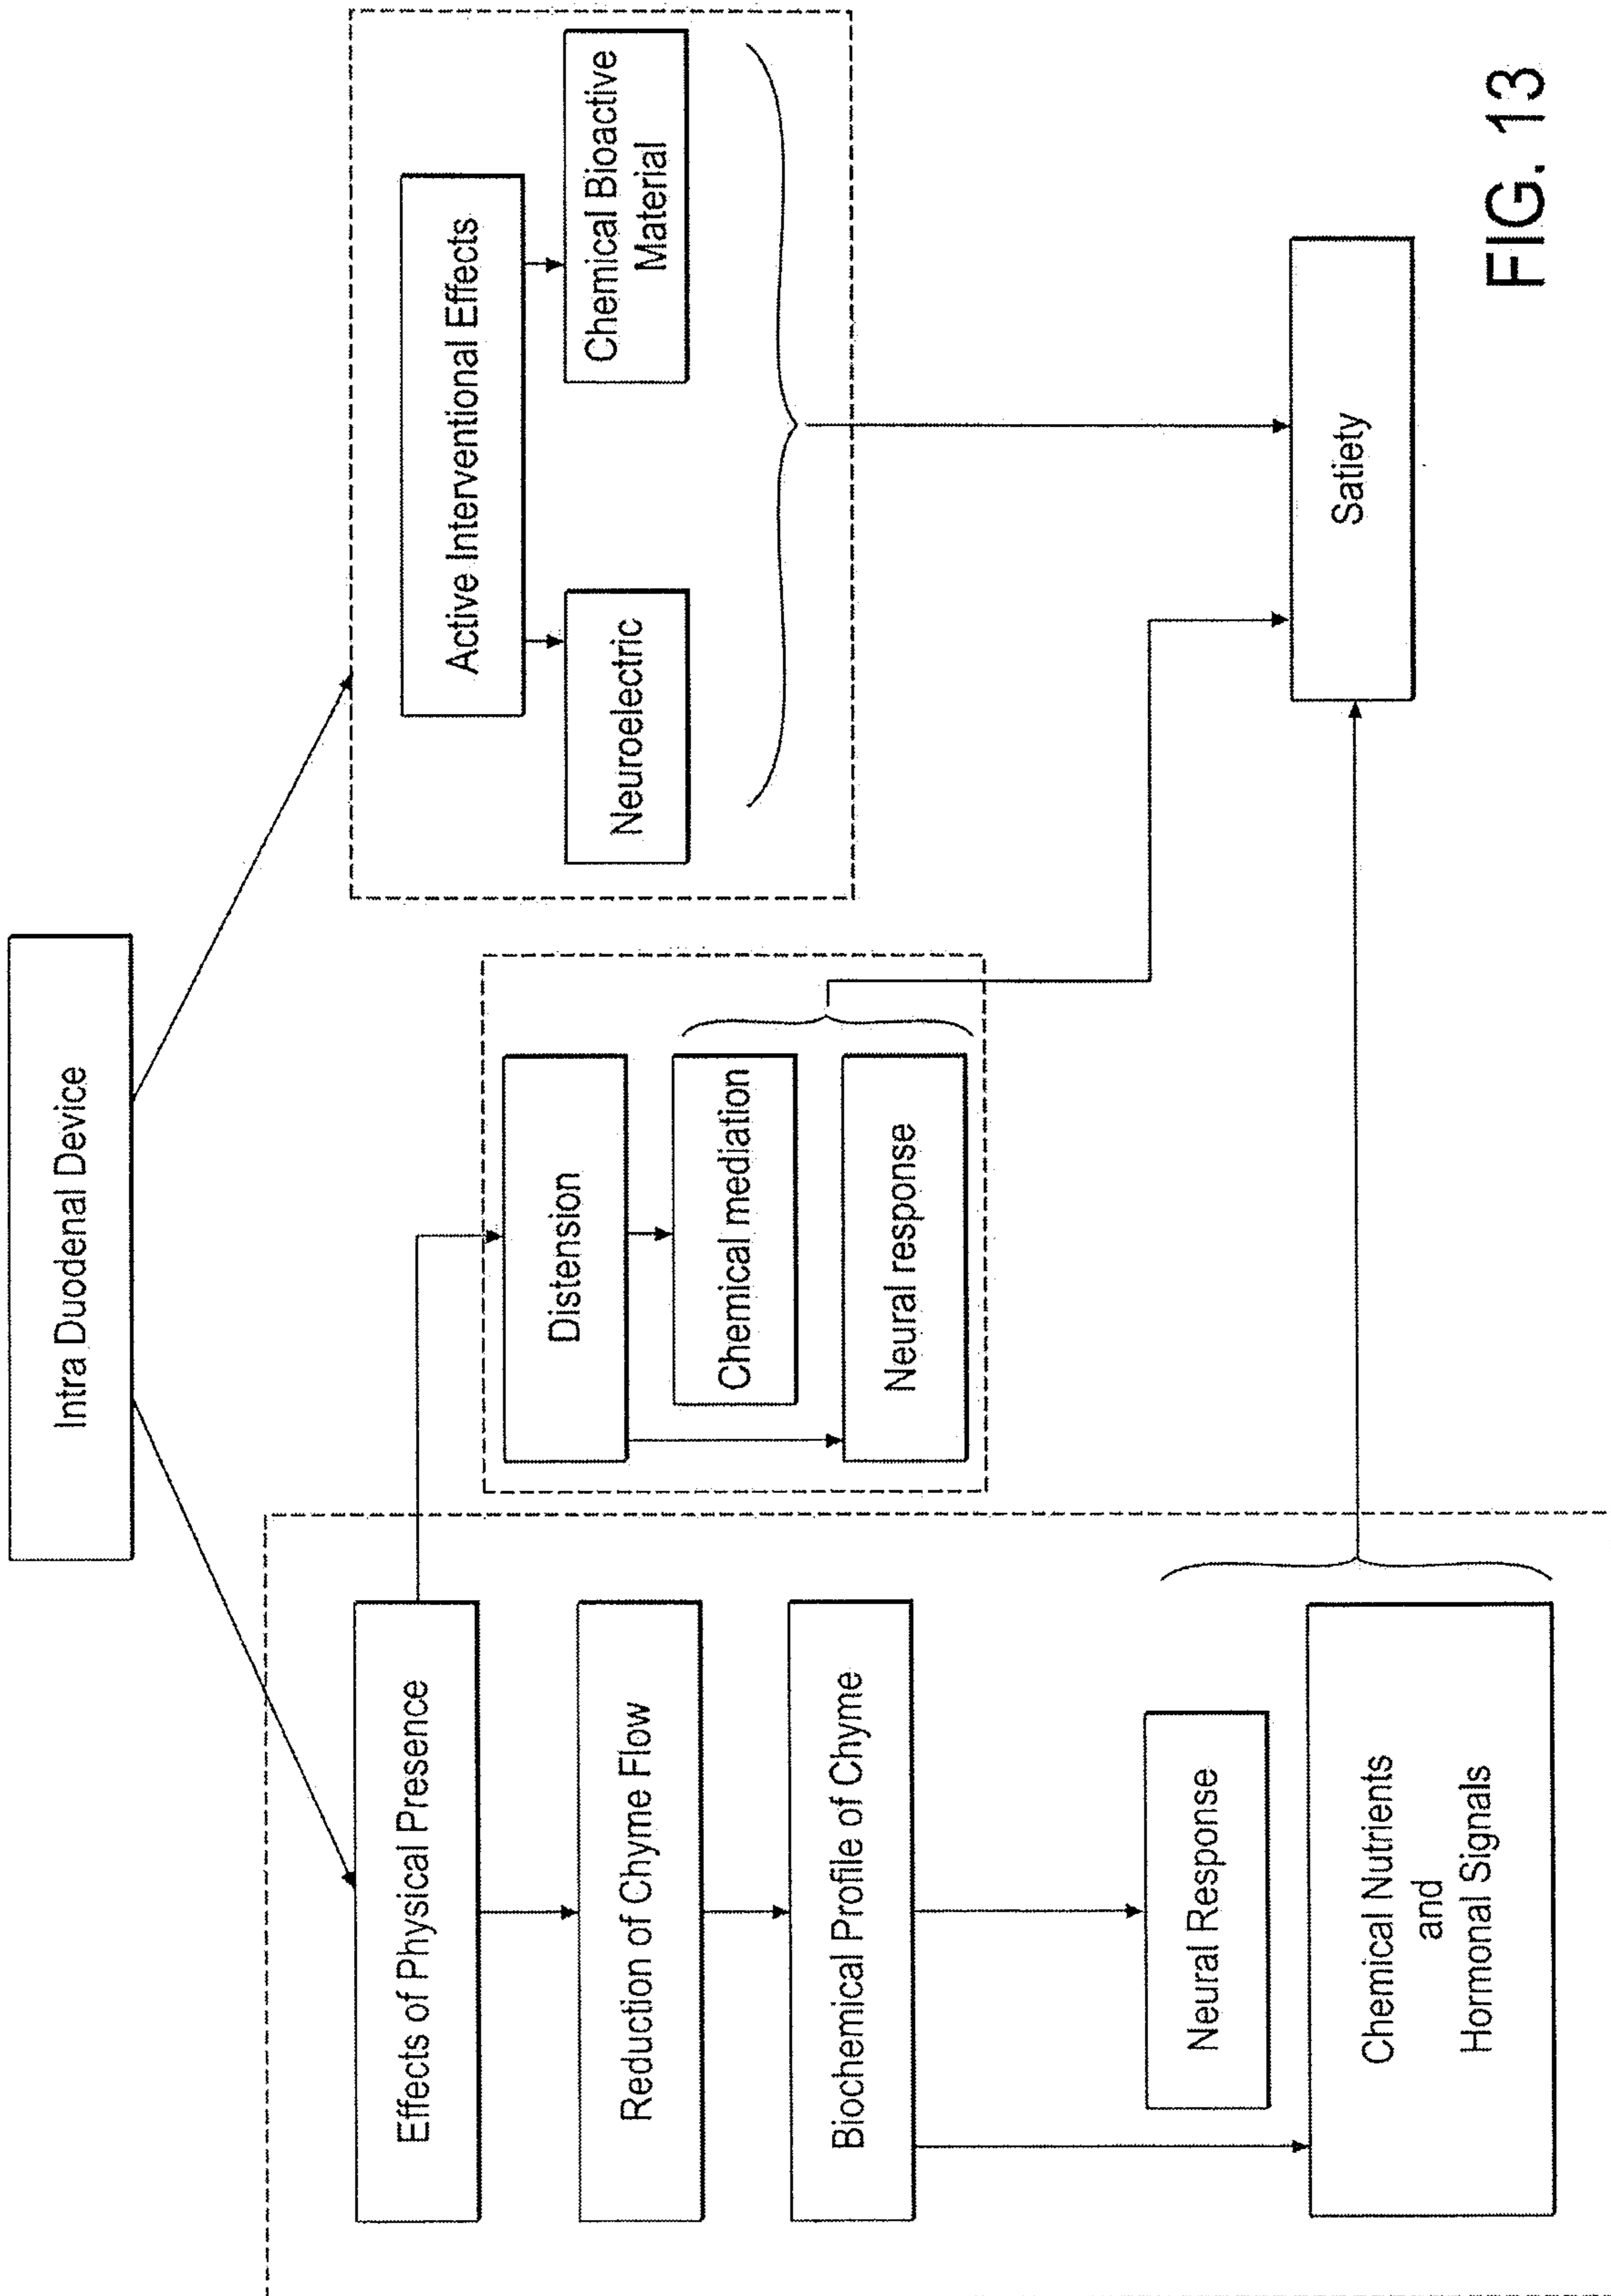 Intra Duodenal Device
Effects of Physical Presence
Reduction of Chyme Flow
Biochemical Profile of Chyme
Neural Response
Chemical Nutrients
and
Hormonal Signals
Distension
Chemical mediation
Neural response
Active Interventional Effects
Neuroelectric
Chemical Bioactive
Material
Satiety
FIG. 13